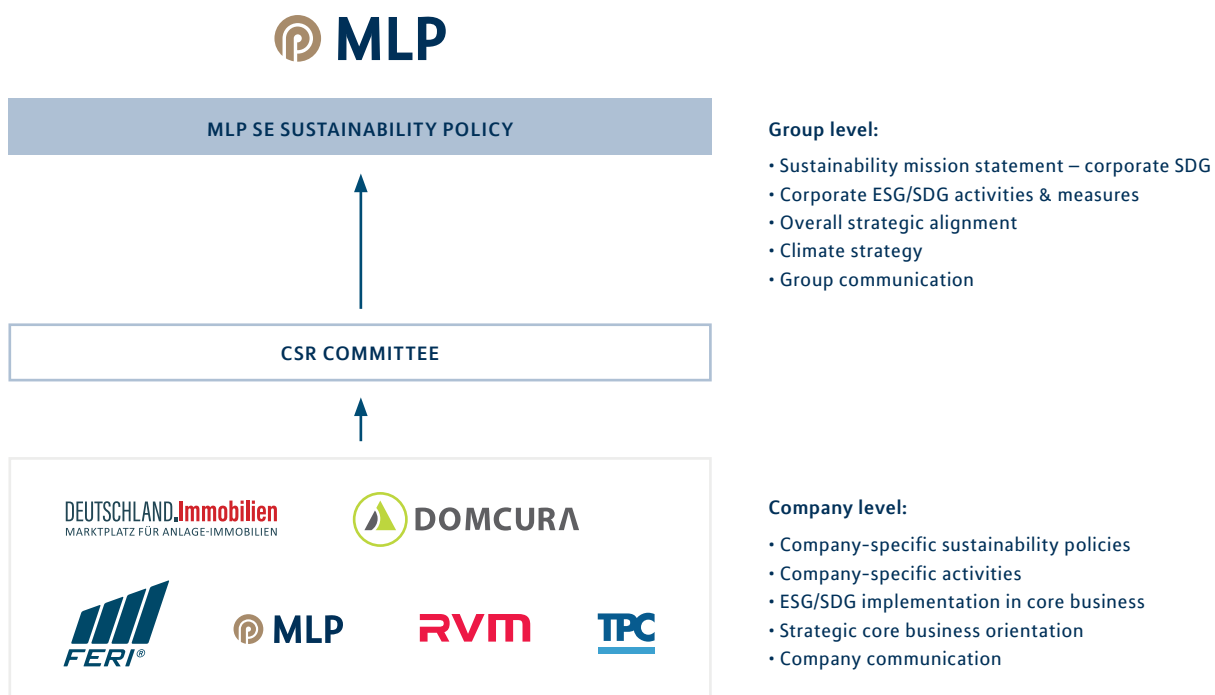 MLP
MLP SE SUSTAINABILITY POLICY
Group level:
• Sustainability mission statement – corporate SDG
• Corporate ESG/SDG activities & measures
• Overall strategic alignment
• Climate strategy
• Group communication
CSR COMMITTEE
DEUTSCHLAND.Immobilien
MARKTPLATZ FÜR ANLAGE-IMMOBILIEN
DOMCURA
FERI®
MLP
RVM
TPC
Company level:
• Company-specific sustainability policies
• Company-specific activities
• ESG/SDG implementation in core business
• Strategic core business orientation
• Company communication